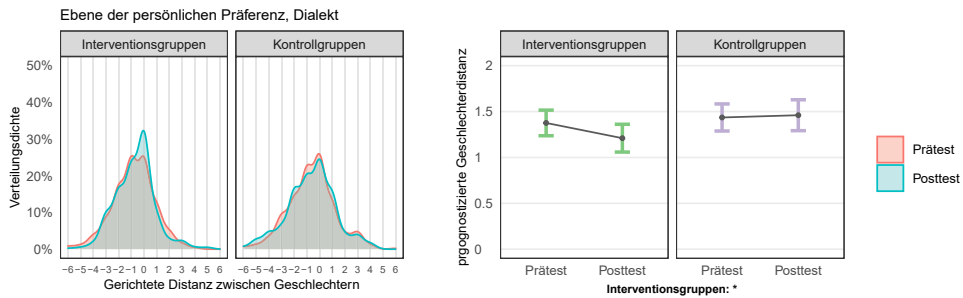 Ebene der persönlichen Präferenz, Dialekt
Interventionsgruppen
Kontrollgruppen
Verteilungsdichte
50%
40%
30%
20%
10%
0%
−6 −5 −4 −3 −2 −1 0 1 2 3 4 5 6
−6 −5 −4 −3 −2 −1 0 1 2 3 4 5 6
Gerichtete Distanz zwischen Geschlechtern
Interventionsgruppen
Kontrollgruppen
prgognostizierte Geschlechterdistanz
2
1.5
1
0.5
0
Prätest Posttest
Prätest Posttest
Interventionsgruppen: *
Prätest
Posttest